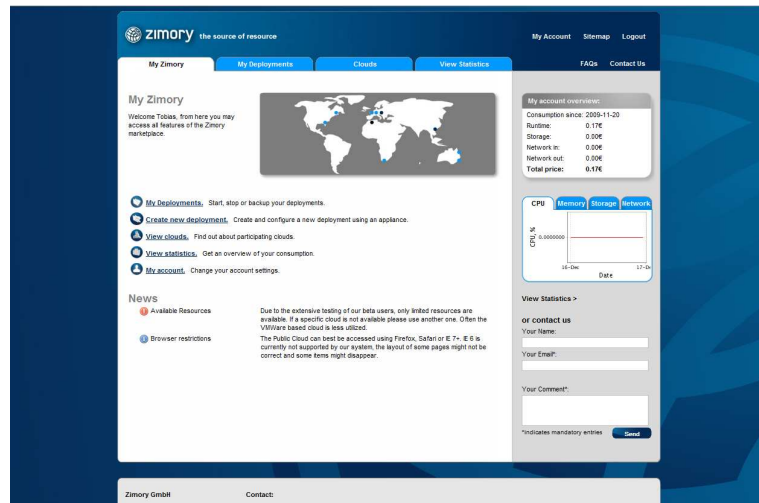 zimory the source of resource
My Account Sitemap Logout
My Zimory My Deployments Clouds View Statistics
FAQs Contact Us
My Zimory
Welcome Tobias, from here you may
access all features of the Zimory
marketplace.
My Deployments. Start, stop or backup your deployments.
Create new deployment. Create and configure a new deployment using an appliance.
View clouds. Find out about participating clouds.
View statistics. Get an overview of your consumption.
My account. Change your account settings.
News
Available Resources
Due to the extensive testing of our beta users, only limited resources are
available. If a specific cloud is not available please use another one. Often the
VMWare based cloud is less utilized.
Browser restrictions
The Public Cloud can best be accessed using Firefox, Safari or IE 7+. IE 6 is
currently not supported by our system, the layout of some pages might not be
correct and some items might disappear.
My account overview:
Consumption since: 2009-11-20
Runtime: 0.17€
Storage: 0.00€
Network in: 0.00€
Network out: 0.00€
Total price: 0.17€
CPU Memory Storage Network
CPU, %
0.0000000
16-Dec 17-De
Date
View Statistics >
or contact us
Your Name:
Your Email*:
Your Comment*:
*indicates mandatory entries Send
Zimory GmbH Contact: